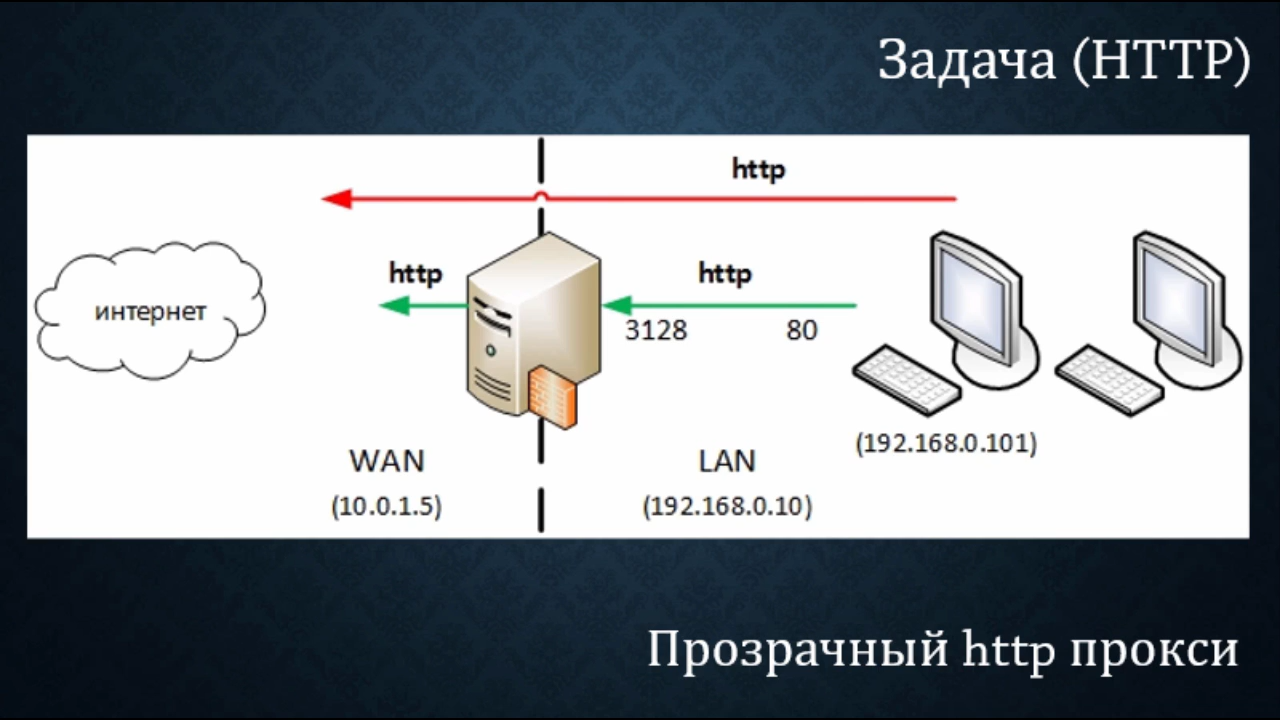 Задача (HTTP)
http
http
http
интернет
3128
80
(192.168.0.101)
WAN
LAN
(10.0.1.5)
(192.168.0.10)
Прозрачный http прокси